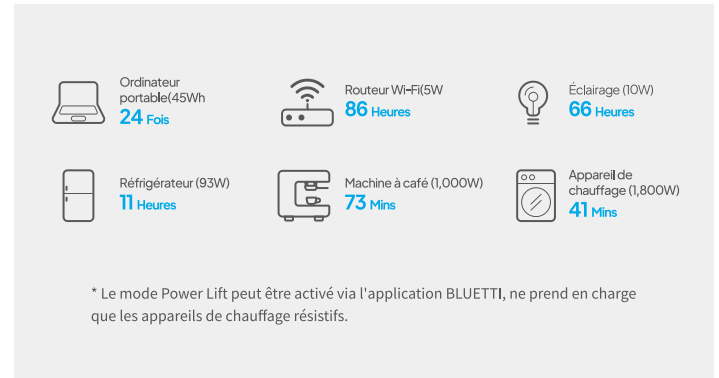 Ordinateur
portable(45Wh
24 Fois
Routeur Wi-Fi(5W
86 Heures
Éclairage (10W)
66 Heures
Réfrigérateur (93W)
11 Heures
Machine à café (1,000W)
73 Mins
Appareil de
chauffage (1,800W)
41 Mins
* Le mode Power Lift peut être activé via l'application BLUETTI, ne prend en charge
que les appareils de chauffage résistifs.